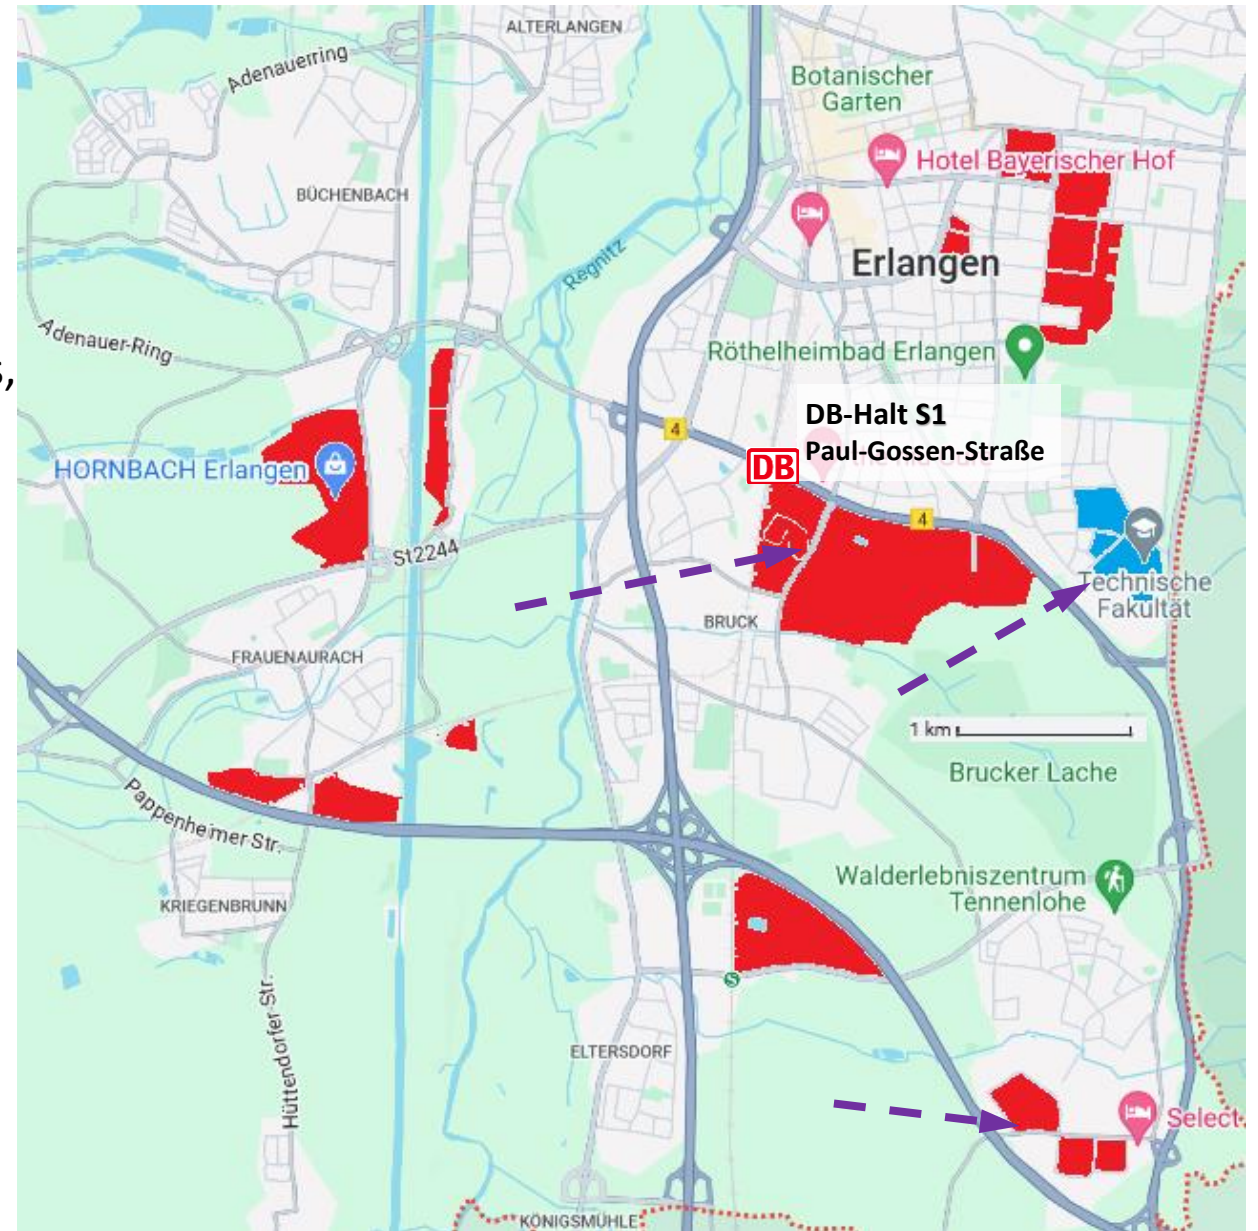 ALTERLANGEN
Adenauerring
Botanischer
Garten
Hotel Bayerischer Hof
BÜCHENBACH
Regnitz
Erlangen
Adenauer-Ring
Röthelheimbad Erlangen
s,
DB-Halt S1
Paul-Gossen-Straße
4
DB
HORNBACH Erlangen
4
St2244
Technische
Fakultät
BRUCK
FRAUENAURACH
1 km
Brucker Lache
Pappenheimer Str.
Walderlebniszentrum
Tennenlohe
KRIEGENBRUNN
S
Hüttendorfer-Str.
ELTERSDORF
Select
KÖNIGSMÜHLE